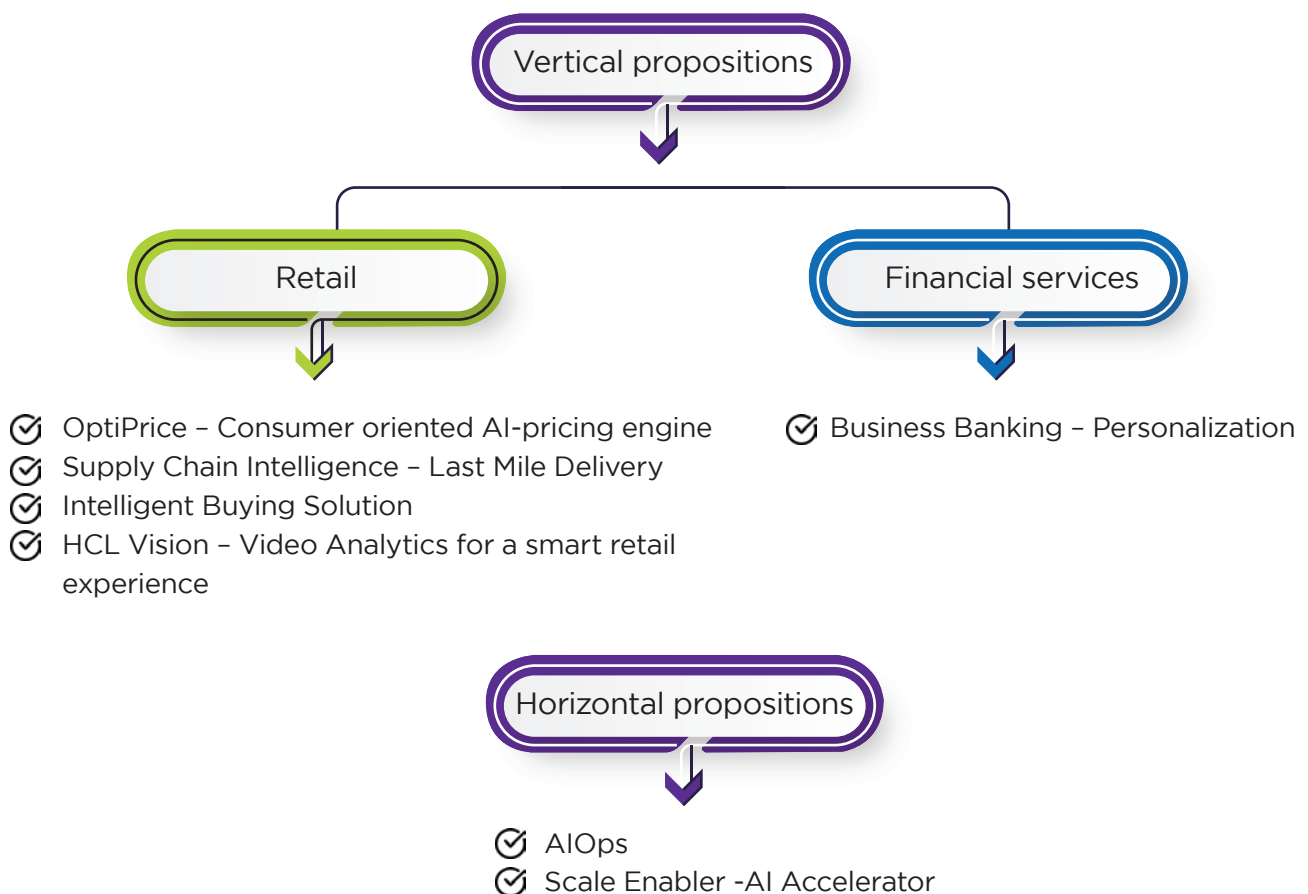 Vertical propositions
Retail
Financial services
OptiPrice – Consumer oriented AI-pricing engine
Supply Chain Intelligence – Last Mile Delivery
Intelligent Buying Solution
HCL Vision – Video Analytics for a smart retail
experience
Business Banking – Personalization
Horizontal propositions
AIOps
Scale Enabler -AI Accelerator